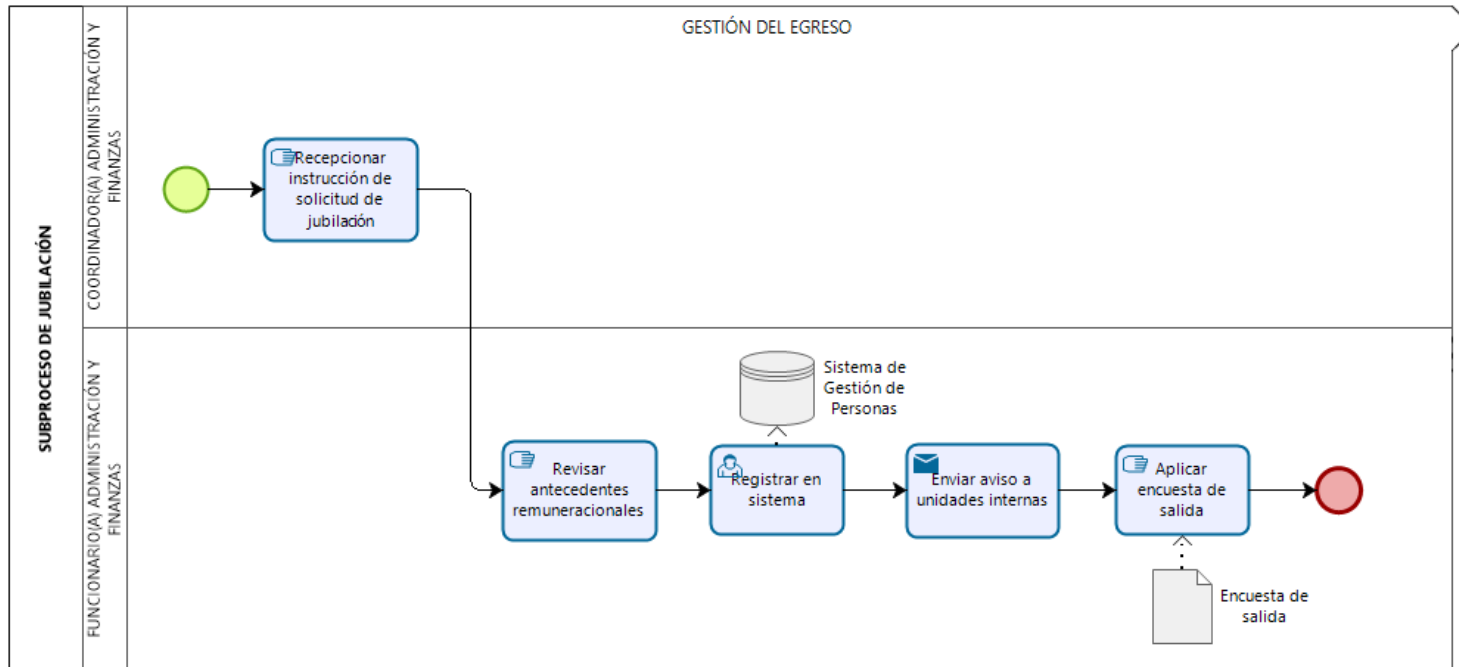 GESTIÓN DEL EGRESO
SUBPROCESO DE JUBILACIÓN
COORDINADOR(A) ADMINISTRACIÓN Y
FINANZAS
Recepcionar
instrucción de
solicitud de
jubilación
FUNCIONARIO(A) ADMINISTRACIÓN Y
FINANZAS
Sistema de
Gestión de
Personas
Revisar
antecedentes
remuneracionales
Registrar en
sistema
Enviar aviso a
unidades internas
Aplicar
encuesta de
salida
Encuesta de
salida